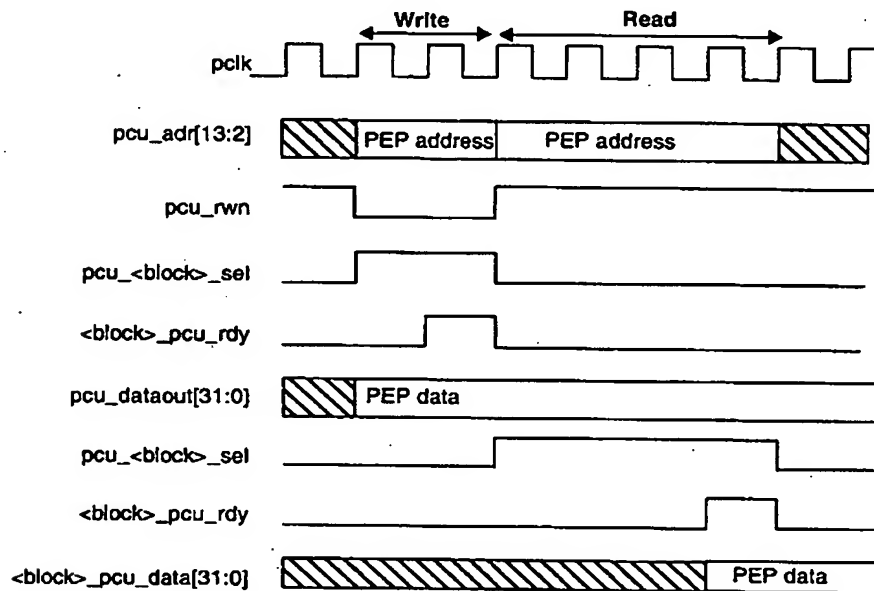 Write Read
pclk
pcu_adr[13:2] PEP address PEP address
pcu_rwn
pcu_<block>_sel
<block>_pcu_rdy
pcu_dataout[31:0] PEP data
pcu_<block>_sel
<block>_pcu_rdy
<block>_pcu_data[31:0] PEP data